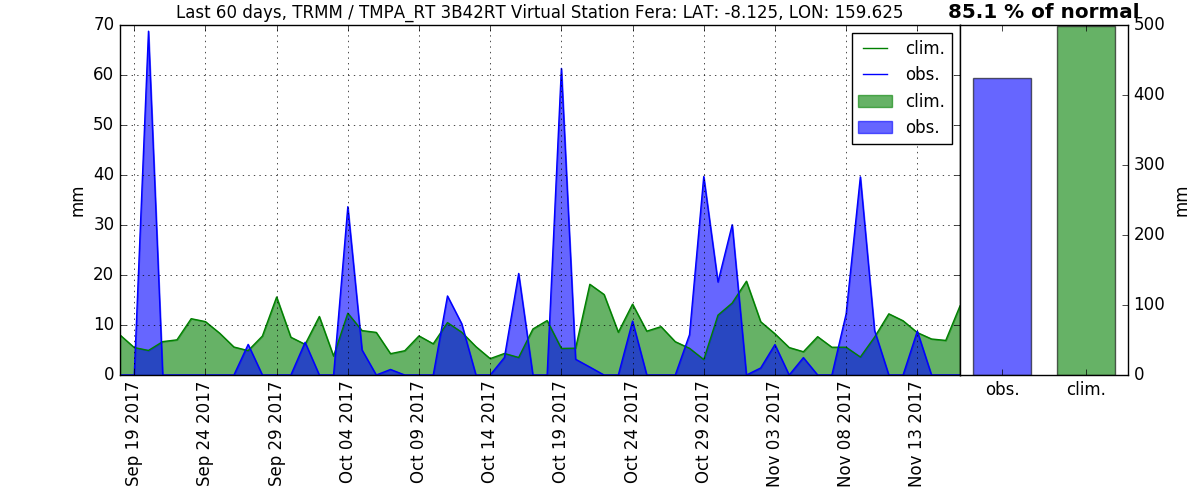 Last 60 days, TRMM / TMPA_RT 3B42RT Virtual Station Fera: LAT: -8.125, LON: 159.625
85.1 % of normal
70
60
50
40
30
20
10
0
mm
clim.
obs.
clim.
obs.
500
400
300
200
100
0
mm
obs.
clim.
Sep 19 2017
Sep 24 2017
Sep 29 2017
Oct 04 2017
Oct 09 2017
Oct 14 2017
Oct 19 2017
Oct 24 2017
Oct 29 2017
Nov 03 2017
Nov 08 2017
Nov 13 2017